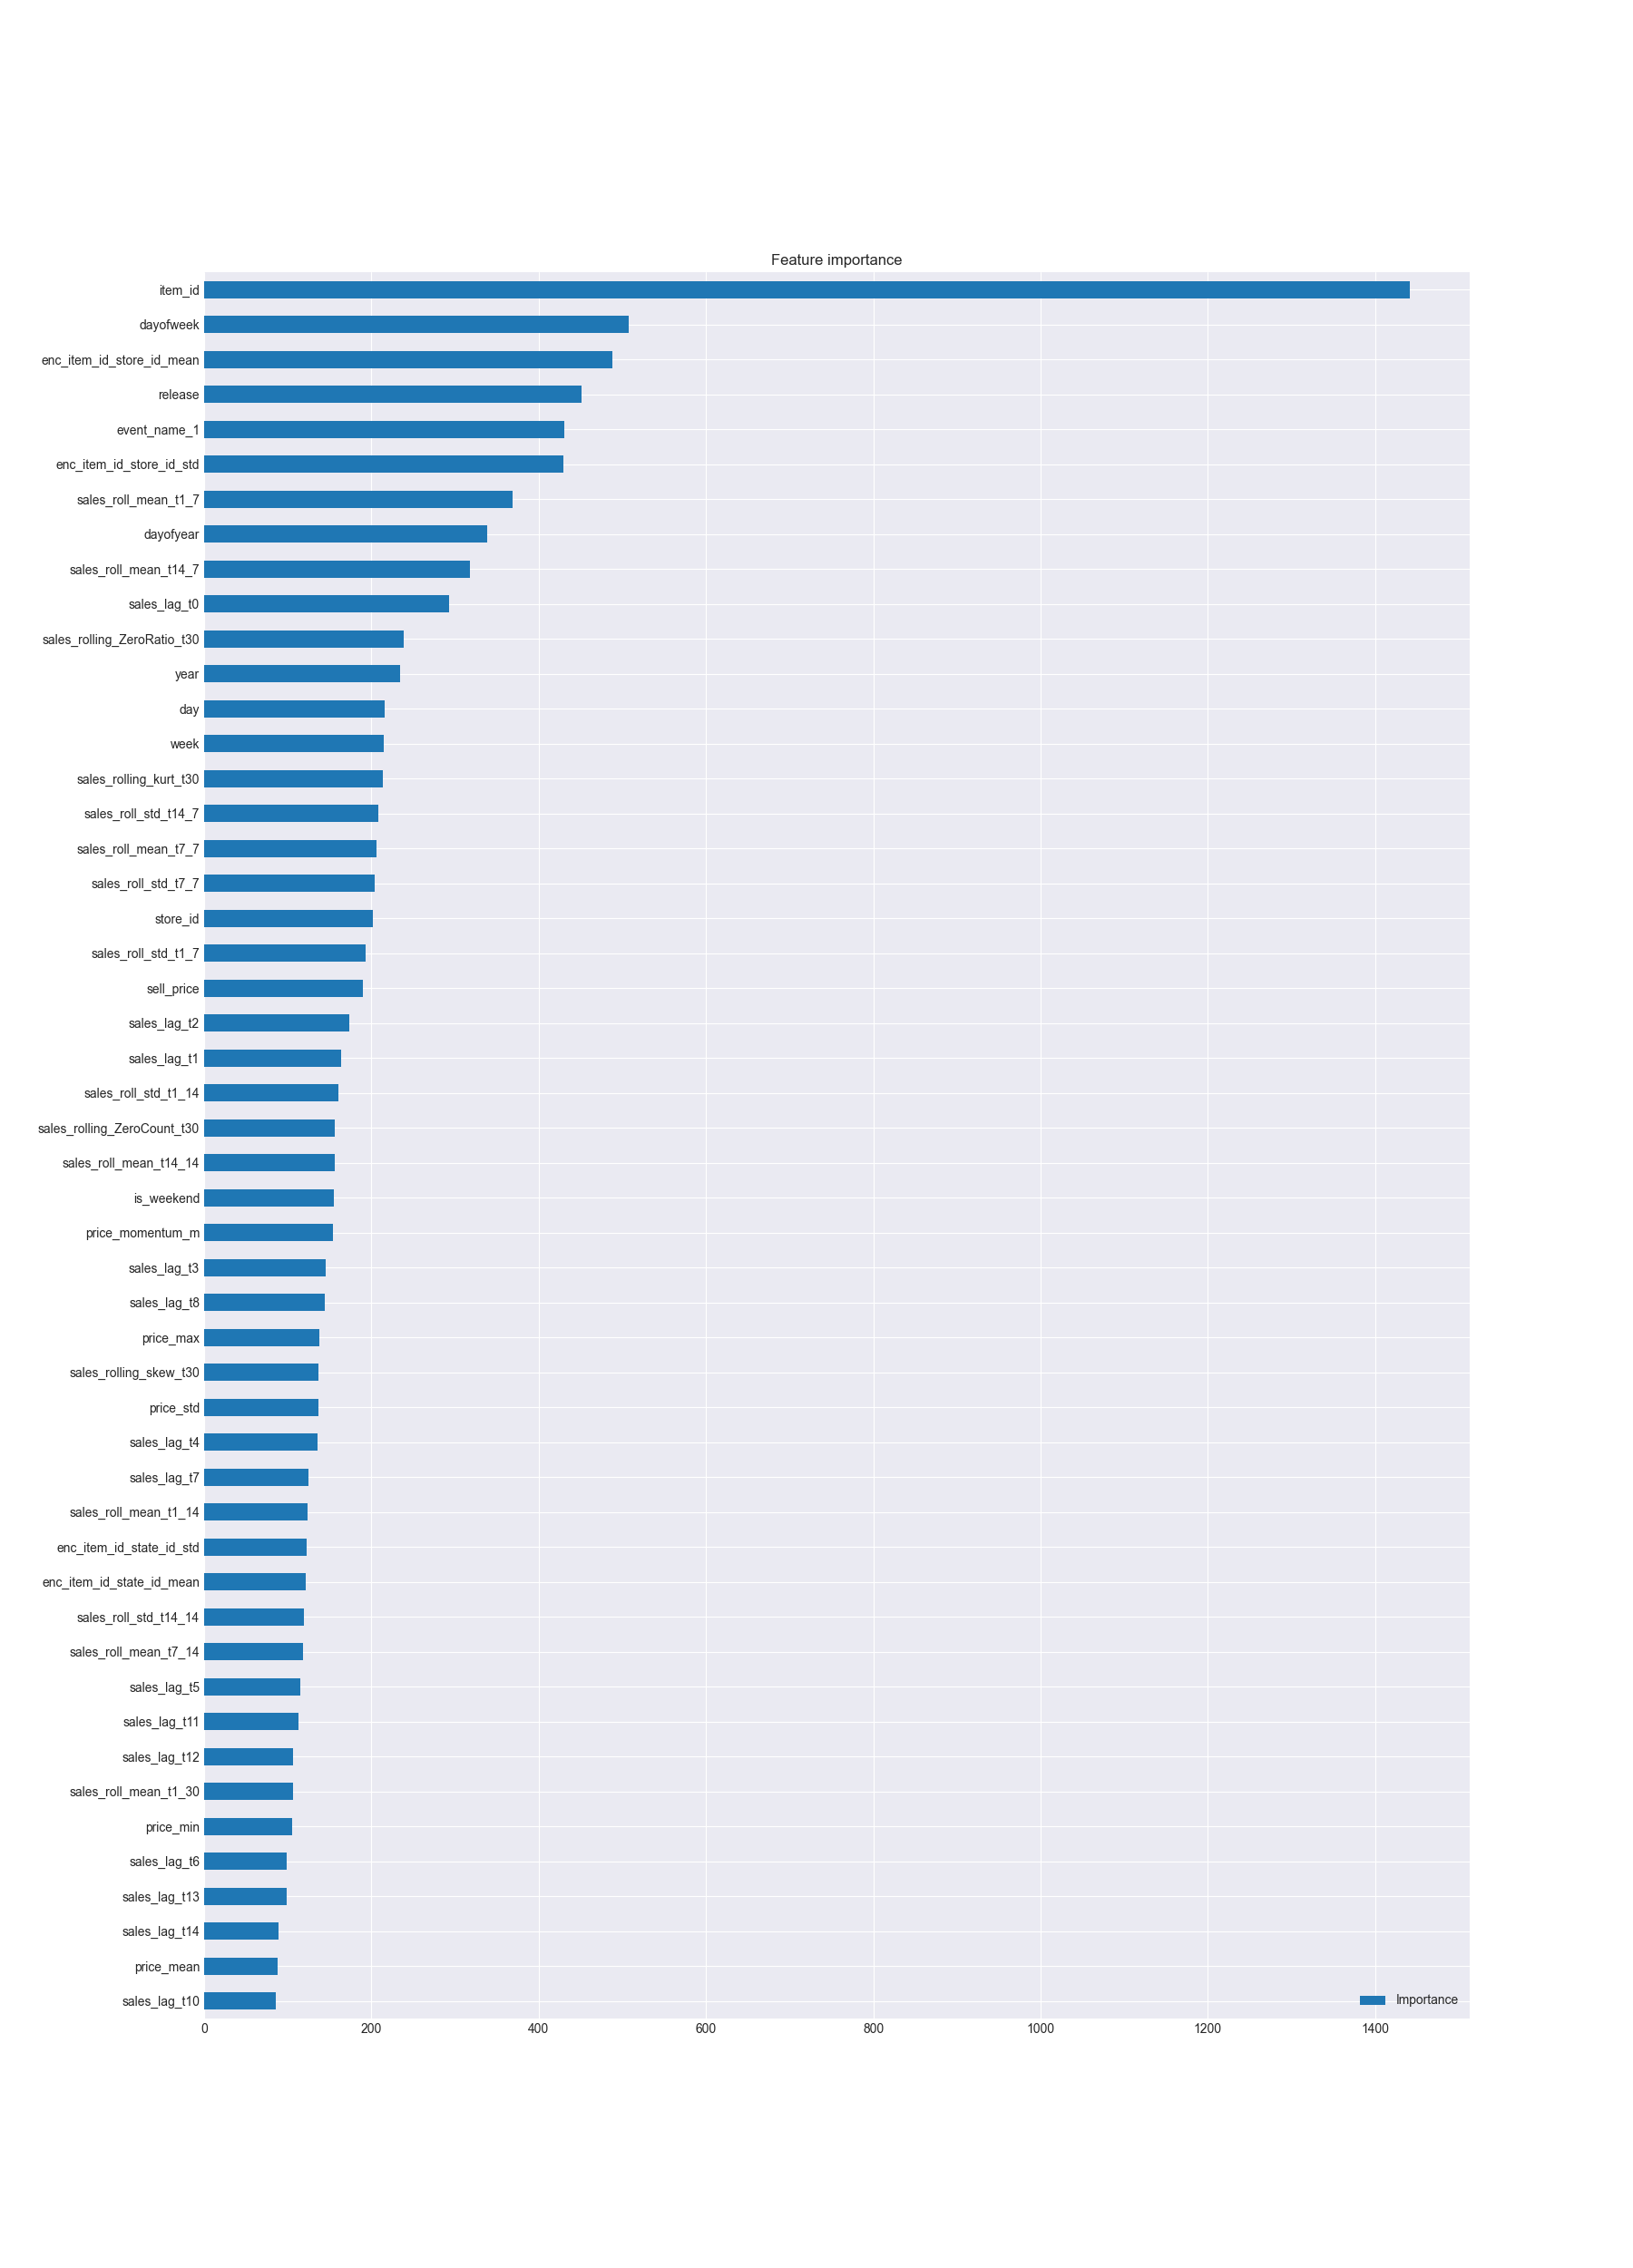 Feature importance
item_id
dayofweek
enc_item_id_store_id_mean
release
event_name_1
enc_item_id_store_id_std
sales_roll_mean_t1_7
dayofyear
sales_roll_mean_t14_7
sales_lag_t0
sales_rolling_ZeroRatio_t30
year
day
week
sales_rolling_kurt_t30
sales_roll_std_t14_7
sales_roll_mean_t7_7
sales_roll_std_t7_7
store_id
sales_roll_std_t1_7
sell_price
sales_lag_t2
sales_lag_t1
sales_roll_std_t1_14
sales_rolling_ZeroCount_t30
sales_roll_mean_t14_14
is_weekend
price_momentum_m
sales_lag_t3
sales_lag_t8
price_max
sales_rolling_skew_t30
price_std
sales_lag_t4
sales_lag_t7
sales_roll_mean_t1_14
enc_item_id_state_id_std
enc_item_id_state_id_mean
sales_roll_std_t14_14
sales_roll_mean_t7_14
sales_lag_t5
sales_lag_t11
sales_lag_t12
sales_roll_mean_t1_30
price_min
sales_lag_t6
sales_lag_t13
sales_lag_t14
price_mean
sales_lag_t10
Importance
0 200 400 600 800 1000 1200 1400